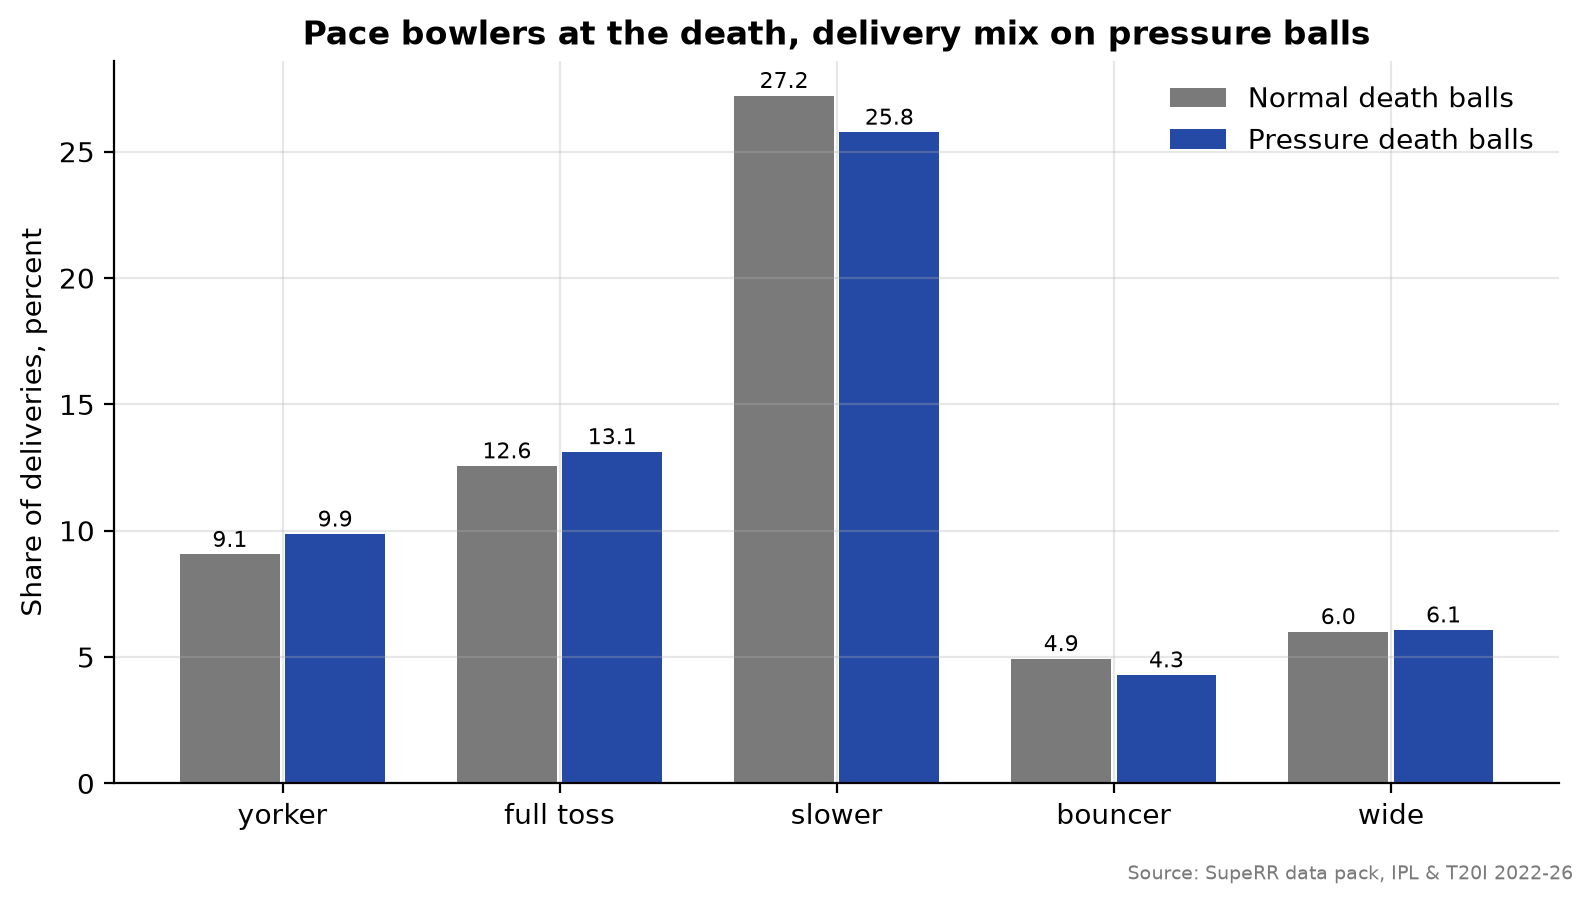 Pace bowlers at the death, delivery mix on pressure balls
Normal death balls
Pressure death balls
Share of deliveries, percent
25
20
15
10
5
0
9.1
9.9
12.6
13.1
27.2
25.8
4.9
4.3
6.0
6.1
yorker
full toss
slower
bouncer
wide
Source: SupeRR data pack, IPL & T20I 2022-26